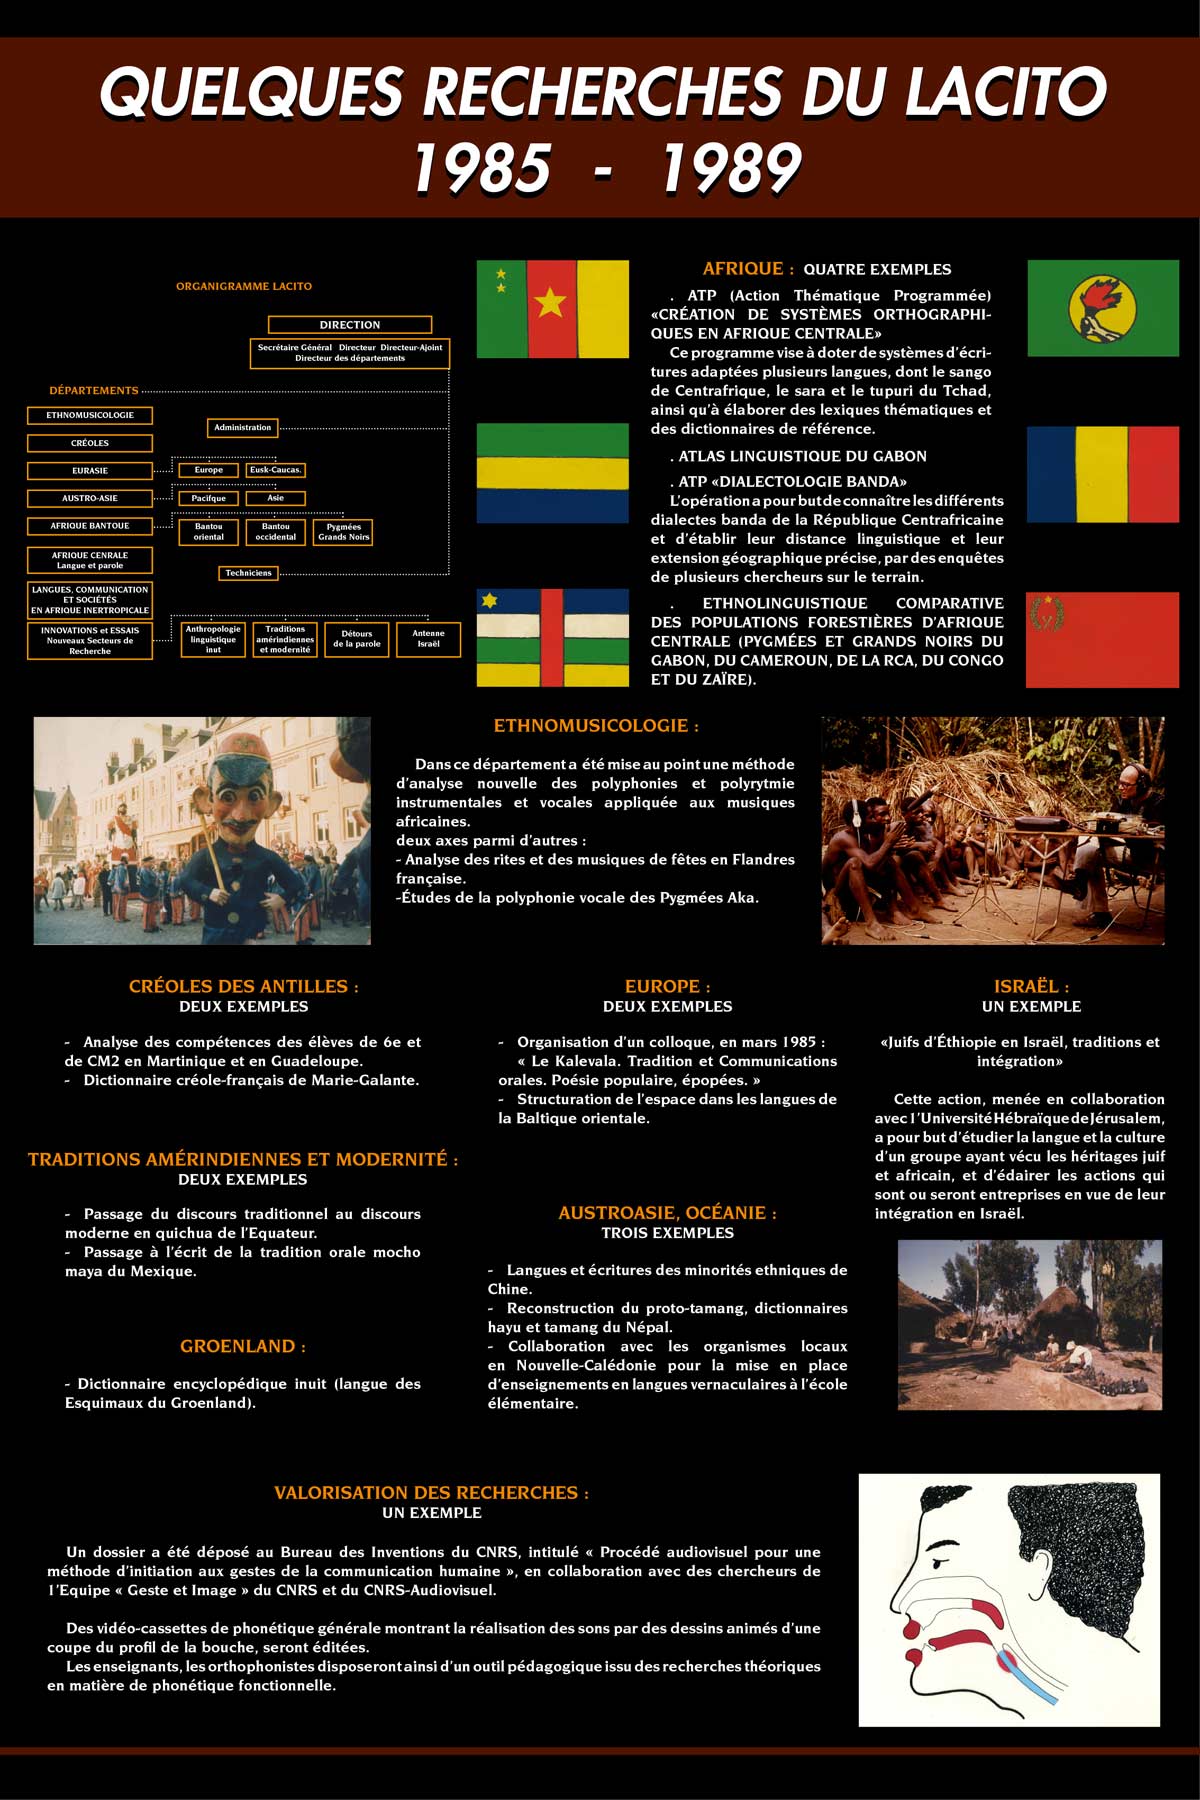 QUELQUES RECHERCHES DU LACITO
1985 - 1989
ORGANIGRAMME LACITO
DIRECTION
Secrétaire Général Directeur Directeur-Ajoint
Directeur des départements
DÉPARTEMENTS
ETHNOMUSICOLOGIE
CRÉOLES
EURASIE
AUSTRO-ASIE
AFRIQUE BANTOUE
AFRIQUE CENRALE
Langue et parole
LANGUES, COMMUNICATION
ET SOCIÉTÉS
EN AFRIQUE INERTROPICALE
INNOVATIONS et ESSAIS
Nouveaux Secteurs de
Recherche
Administration
Europe
Eusk-Caucas.
Pacifque
Asie
Bantou
oriental
Bantou
occidental
Pygmées
Grands Noirs
Techniciens
Anthropologie
linguistique
inut
Traditions
amérindiennes
et modernité
Détours
de la parole
Antenne
Israël
AFRIQUE : QUATRE EXEMPLES
. ATP (Action Thématique Programmée)
«CRÉATION DE SYSTÈMES ORTHOGRAPHI-
QUES EN AFRIQUE CENTRALE»
Ce programme vise à doter de systèmes d'écri-
tures adaptées plusieurs langues, dont le sango
de Centrafrique, le sara et le tupuri du Tchad,
ainsi qu'à élaborer des lexiques thématiques et
des dictionnaires de référence.
. ATLAS LINGUISTIQUE DU GABON
. ATP «DIALECTOLOGIE BANDA»
L'opération a pour but de connaître les différents
dialectes banda de la République Centrafricaine
et d'établir leur distance linguistique et leur
extension géographique précise, par des enquêtes
de plusieurs chercheurs sur le terrain.
. ETHNOLINGUISTIQUE COMPARATIVE
DES POPULATIONS FORESTIÈRES D'AFRIQUE
CENTRALE (PYGMÉES ET GRANDS NOIRS DU
GABON, DU CAMEROUN, DE LA RCA, DU CONGO
ET DU ZAÏRE).
ETHNOMUSICOLOGIE :
Dans ce département a été mise au point une méthode
d'analyse nouvelle des polyphonies et polyrytmie
instrumentales et vocales appliquée aux musiques
africaines.
deux axes parmi d'autres :
- Analyse des rites et des musiques de fêtes en Flandres
française.
-Études de la polyphonie vocale des Pygmées Aka.
CRÉOLES DES ANTILLES :
DEUX EXEMPLES
- Analyse des compétences des élèves de 6e et
de CM2 en Martinique et en Guadeloupe.
- Dictionnaire créole-français de Marie-Galante.
TRADITIONS AMÉRINDIENNES ET MODERNITÉ :
DEUX EXEMPLES
- Passage du discours traditionnel au discours
moderne en quichua de l'Equateur.
- Passage à l'écrit de la tradition orale mocho
maya du Mexique.
GROENLAND :
- Dictionnaire encyclopédique inuit (langue des
Esquimaux du Groenland).
EUROPE :
DEUX EXEMPLES
- Organisation d'un colloque, en mars 1985 :
« Le Kalevala. Tradition et Communications
orales. Poésie populaire, épopées. »
- Structuration de l'espace dans les langues de
la Baltique orientale.
AUSTROASIE, OCÉANIE :
TROIS EXEMPLES
- Langues et écritures des minorités ethniques de
Chine.
- Reconstruction du proto-tamang, dictionnaires
hayu et tamang du Népal.
- Collaboration avec les organismes locaux
en Nouvelle-Calédonie pour la mise en place
d'enseignements en langues vernaculaires à l'école
élémentaire.
ISRAËL :
UN EXEMPLE
«Juifs d'Éthiopie en Israël, traditions et
intégration»
Cette action, menée en collaboration
avec l'Université Hébraïque de Jérusalem,
a pour but d'étudier la langue et la culture
d'un groupe ayant vécu les héritages juif
et africain, et d'édairer les actions qui
sont ou seront entreprises en vue de leur
intégration en Israël.
VALORISATION DES RECHERCHES :
UN EXEMPLE
Un dossier a été déposé au Bureau des Inventions du CNRS, intitulé « Procédé audiovisuel pour une
méthode d'initiation aux gestes de la communication humaine », en collaboration avec des chercheurs de
l'Equipe « Geste et Image » du CNRS et du CNRS-Audiovisuel.
Des vidéo-cassettes de phonétique générale montrant la réalisation des sons par des dessins animés d'une
coupe du profil de la bouche, seront éditées.
Les enseignants, les orthophonistes disposeront ainsi d'un outil pédagogique issu des recherches théoriques
en matière de phonétique fonctionnelle.